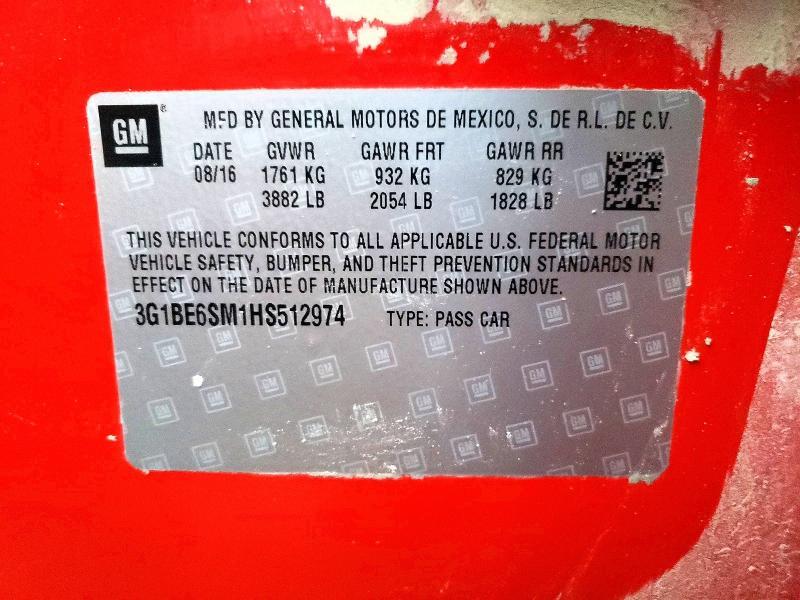 GM® MFD BY GENERAL MOTORS DE MEXICO, S. DE R.L. DE C.V.
DATE GVWR GAWR FRT GAWR RR
08/16 1761 KG 932 KG 829 KG
3882 LB 2054 LB 1828 LB
THIS VEHICLE CONFORMS TO ALL APPLICABLE U.S. FEDERAL MOTOR
VEHICLE SAFETY, BUMPER, AND THEFT PREVENTION STANDARDS IN
EFFECT ON THE DATE OF MANUFACTURE SHOWN ABOVE.
3G1BE6SM1HS512974 TYPE: PASS CAR